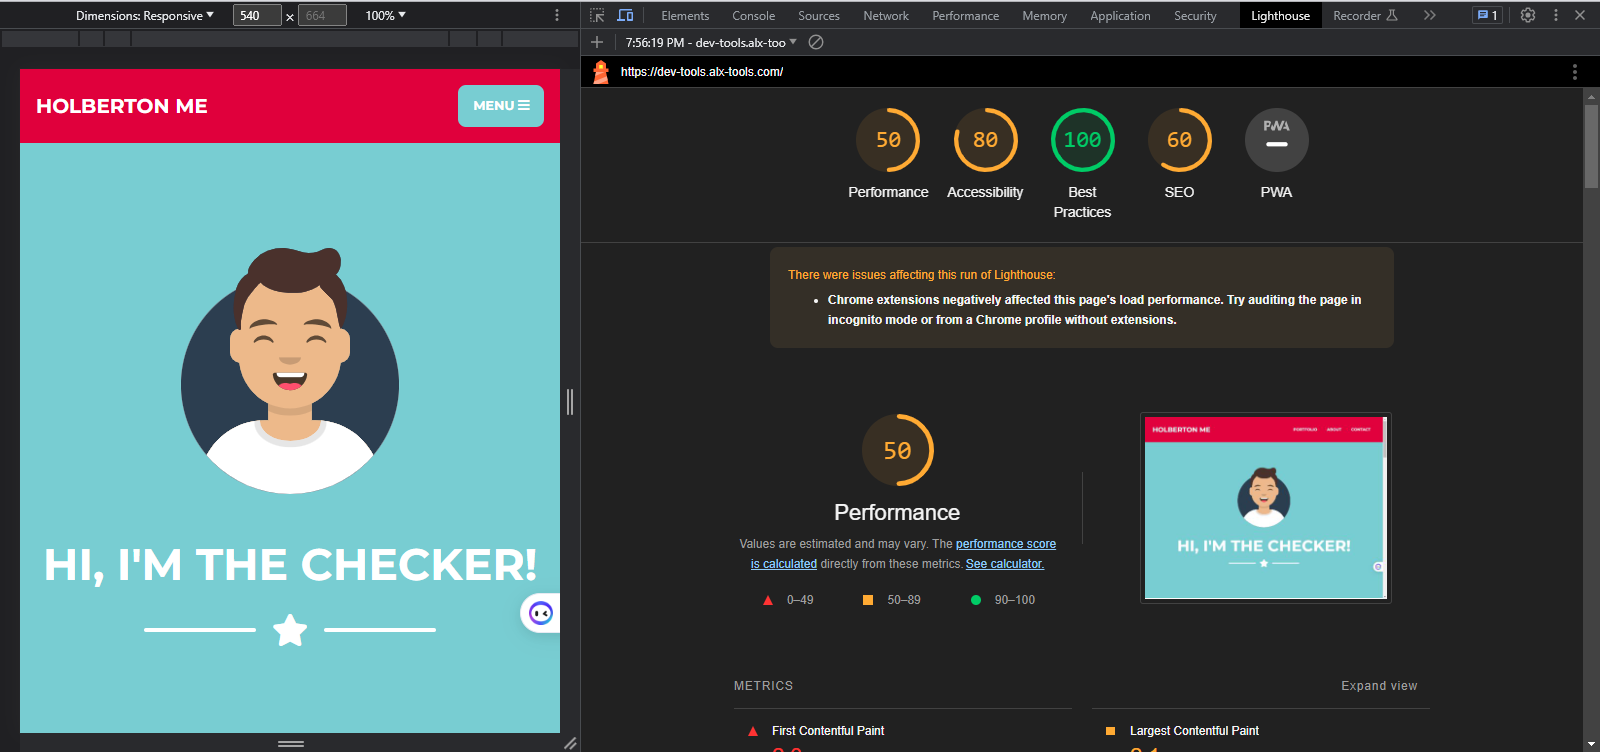 Dimensions: Responsive
540 × 664
100%
Elements
Console
Sources
Network
Performance
Memory
Application
Security
Lighthouse
Recorder
1
7:56:19 PM - dev-tools.alx-too
https://dev-tools.alx-tools.com/
HOLBERTON ME
MENU
HI, I'M THE CHECKER!
50
Performance
80
Accessibility
100
Best
Practices
60
SEO
PWA
PWA
There were issues affecting this run of Lighthouse:
Chrome extensions negatively affected this page's load performance. Try auditing the page in
incognito mode or from a Chrome profile without extensions.
50
Performance
Values are estimated and may vary. The performance score
is calculated directly from these metrics. See calculator.
0–49
50–89
90–100
HOLBERTON ME
PORTFOLIO
ABOUT
CONTACT
HI, I'M THE CHECKER!
METRICS
Expand view
First Contentful Paint
Largest Contentful Paint